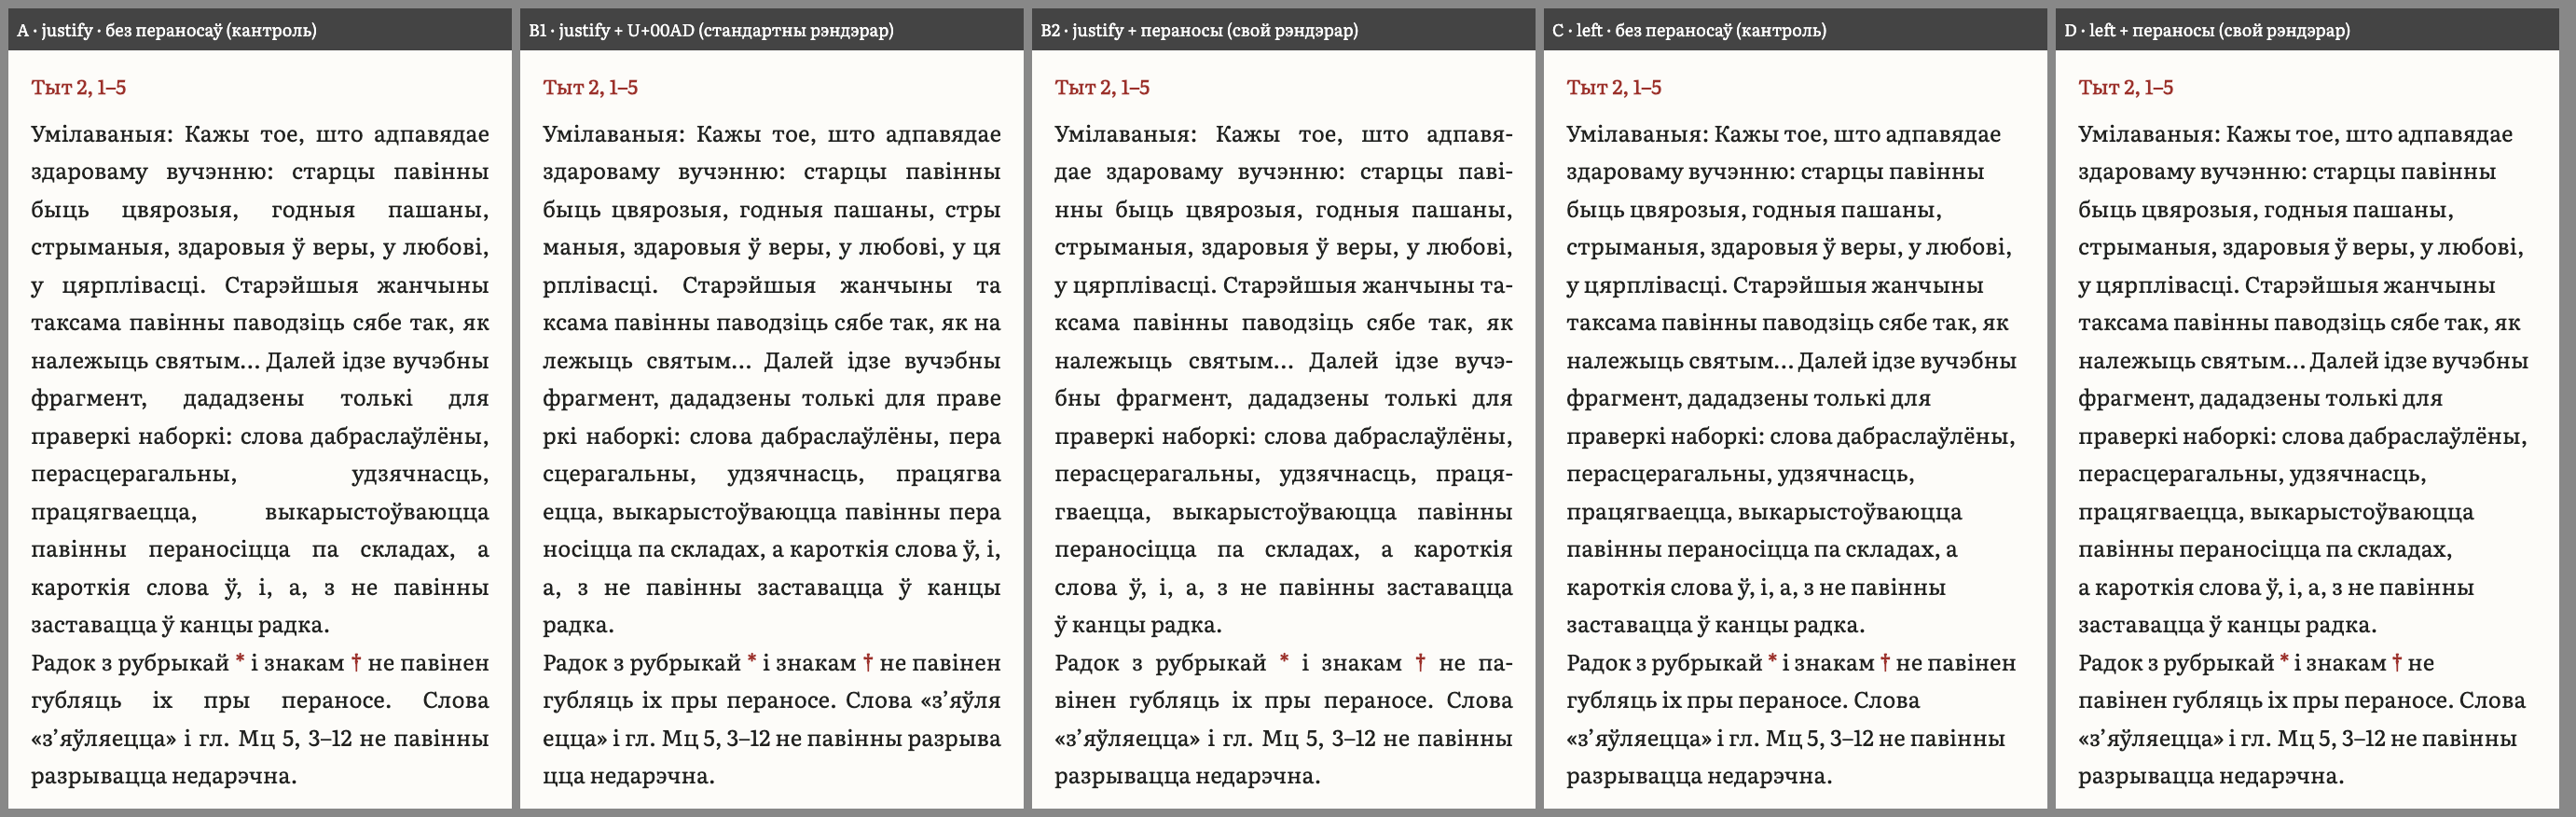 A · justify · без пераносаў (кантроль)
Тыт 2, 1–5
Умілаваныя: Кажы тое, што адпавядае
здароваму вучэнню: старцы павінны
быць цвярозыя, годныя пашаны,
стрыманыя, здаровыя ў веры, у любові,
у цярплівасці. Старэйшыя жанчыны
таксама павінны паводзіць сябе так, як
належыць святым… Далей ідзе вучэбны
фрагмент, дададзены толькі для
праверкі наборкі: слова дабраслаўлёны,
перасцерагальны, удзячнасць,
працягваецца, выкарыстоўваюцца
павінны пераносіцца па складах, а
кароткія слова ў, і, а, з не павінны
заставацца ў канцы радка.
Радок з рубрыкай * і знакам † не павінен
губляць іх пры пераносе. Слова
«з’яўляецца» і гл. Мц 5, 3–12 не павінны
разрывацца недарэчна.
B1 · justify + U+00AD (стандартны рэндэрар)
Тыт 2, 1–5
Умілаваныя: Кажы тое, што адпавядае
здароваму вучэнню: старцы павінны
быць цвярозыя, годныя пашаны, стры
маныя, здаровыя ў веры, у любові, у ця
рплівасці. Старэйшыя жанчыны та
ксама павінны паводзіць сябе так, як на
лежыць святым… Далей ідзе вучэбны
фрагмент, дададзены толькі для праве
ркі наборкі: слова дабраслаўлёны, пера
сцерагальны, удзячнасць, працягва
ецца, выкарыстоўваюцца павінны пера
носіцца па складах, а кароткія слова ў, і,
а, з не павінны заставацца ў канцы
радка.
Радок з рубрыкай * і знакам † не павінен
губляць іх пры пераносе. Слова «з’яўля
ецца» і гл. Мц 5, 3–12 не павінны разрыва
цца недарэчна.
B2 · justify + пераносы (свой рэндэрар)
Тыт 2, 1–5
Умілаваныя: Кажы тое, што адпавя-
дае здароваму вучэнню: старцы паві-
нны быць цвярозыя, годныя пашаны,
стрыманыя, здаровыя ў веры, у любові,
у цярплівасці. Старэйшыя жанчыны та-
ксама павінны паводзіць сябе так, як
належыць святым… Далей ідзе вучэ-
бны фрагмент, дададзены толькі для
праверкі наборкі: слова дабраслаўлёны,
перасцерагальны, удзячнасць, праця-
гваецца, выкарыстоўваюцца павінны
пераносіцца па складах, а кароткія
слова ў, і, а, з не павінны заставацца
ў канцы радка.
Радок з рубрыкай * і знакам † не па-
вінен губляць іх пры пераносе. Слова
«з’яўляецца» і гл. Мц 5, 3–12 не павінны
разрывацца недарэчна.
C · left · без пераносаў (кантроль)
Тыт 2, 1–5
Умілаваныя: Кажы тое, што адпавядае
здароваму вучэнню: старцы павінны
быць цвярозыя, годныя пашаны,
стрыманыя, здаровыя ў веры, у любові,
у цярплівасці. Старэйшыя жанчыны
таксама павінны паводзіць сябе так, як
належыць святым… Далей ідзе вучэбны
фрагмент, дададзены толькі для
праверкі наборкі: слова дабраслаўлёны,
перасцерагальны, удзячнасць,
працягваецца, выкарыстоўваюцца
павінны пераносіцца па складах, а
кароткія слова ў, і, а, з не павінны
заставацца ў канцы радка.
Радок з рубрыкай * і знакам † не павінен
губляць іх пры пераносе. Слова
«з’яўляецца» і гл. Мц 5, 3–12 не павінны
разрывацца недарэчна.
D · left + пераносы (свой рэндэрар)
Тыт 2, 1–5
Умілаваныя: Кажы тое, што адпавядае
здароваму вучэнню: старцы павінны
быць цвярозыя, годныя пашаны,
стрыманыя, здаровыя ў веры, у любові,
у цярплівасці. Старэйшыя жанчыны
таксама павінны паводзіць сябе так, як
належыць святым… Далей ідзе вучэбны
фрагмент, дададзены толькі для
праверкі наборкі: слова дабраслаўлёны,
перасцерагальны, удзячнасць,
працягваецца, выкарыстоўваюцца
павінны пераносіцца па складах,
а кароткія слова ў, і, а, з не павінны
заставацца ў канцы радка.
Радок з рубрыкай * і знакам † не
павінен губляць іх пры пераносе. Слова
«з’яўляецца» і гл. Мц 5, 3–12 не павінны
разрывацца недарэчна.